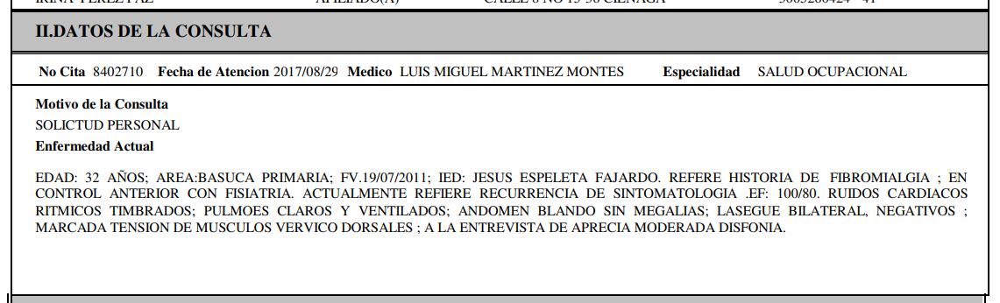 II.DATOS DE LA CONSULTA
No Cita 8402710 Fecha de Atencion 2017/08/29 Medico LUIS MIGUEL MARTINEZ MONTES Especialidad SALUD OCUPACIONAL
Motivo de la Consulta
SOLICTUD PERSONAL
Enfermedad Actual
EDAD: 32 AÑOS; AREA:BASUCA PRIMARIA; FV.19/07/2011; IED: JESUS ESPELETA FAJARDO. REFERE HISTORIA DE FIBROMIALGIA ; EN
CONTROL ANTERIOR CON FISIATRIA. ACTUALMENTE REFIERE RECURRENCIA DE SINTOMATOLOGIA .EF: 100/80. RUIDOS CARDIACOS
RITMICOS TIMBRADOS; PULMOES CLAROS Y VENTILADOS; ANDOMEN BLANDO SIN MEGALIAS; LASEGUE BILATERAL, NEGATIVOS ;
MARCADA TENSION DE MUSCULOS VERVICO DORSALES ; A LA ENTREVISTA DE APRECIA MODERADA DISFONIA.